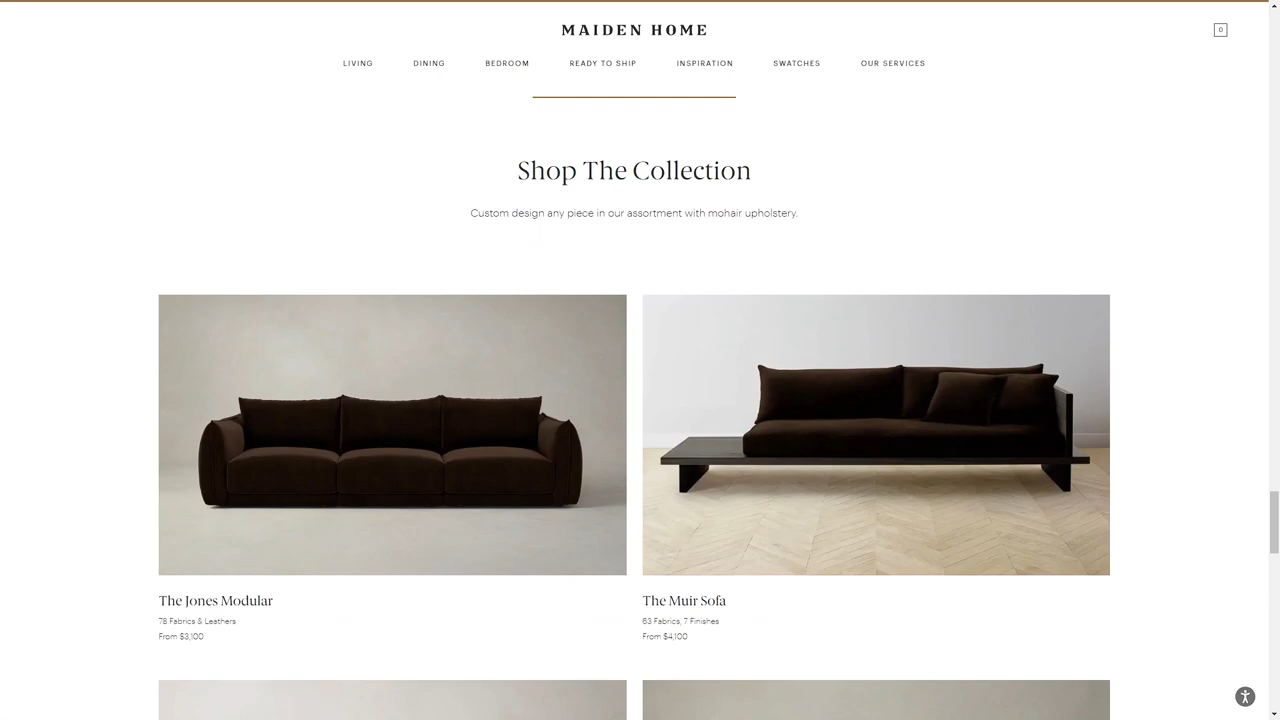 MAIDEN HOME
0
LIVING DINING BEDROOM READY TO SHIP INSPIRATION SWATCHES OUR SERVICES
Shop The Collection
Custom design any piece in our assortment with mohair upholstery.
The Jones Modular
78 Fabrics & Leathers
From $3,100
The Muir Sofa
63 Fabrics, 7 Finishes
From $4,100